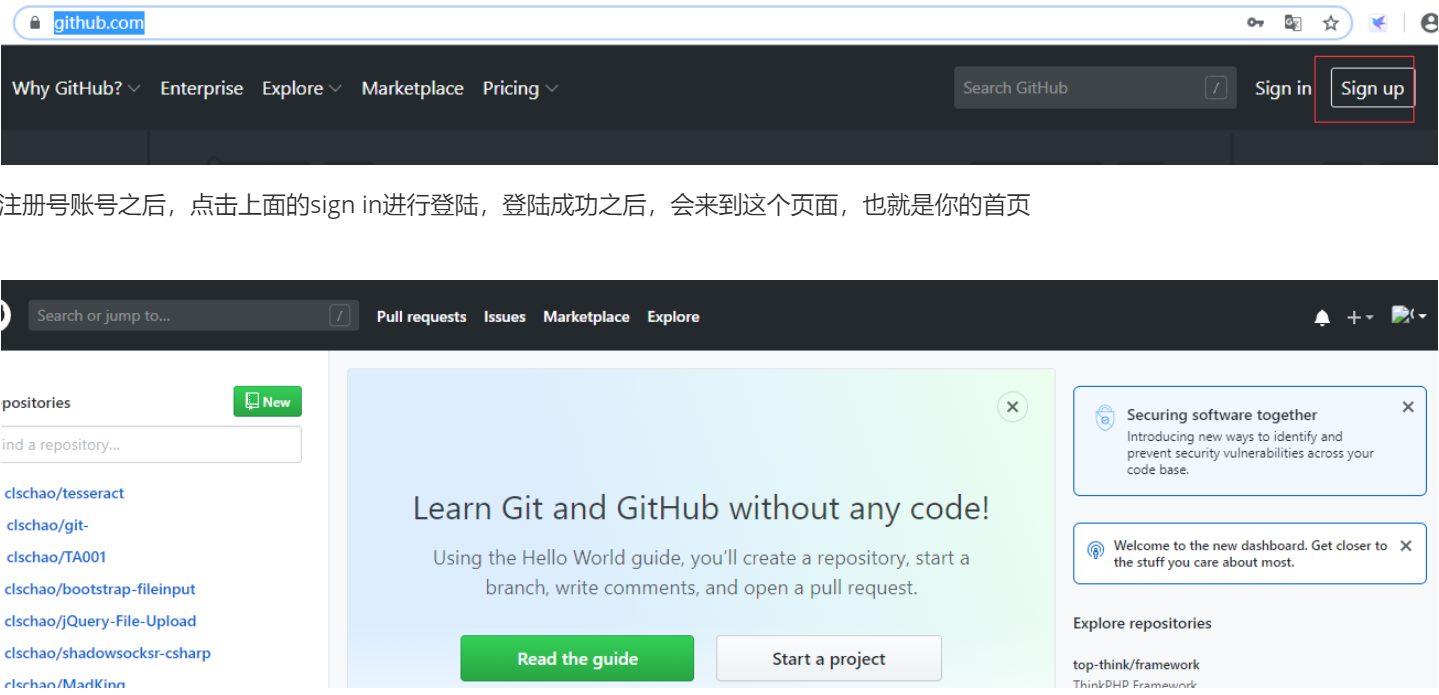 github.com
Why GitHub? Enterprise Explore Marketplace Pricing Search GitHub / Sign in Sign up
注册号账号之后，点击上面的sign in进行登陆，登陆成功之后，会来到这个页面，也就是你的首页
Search or jump to... / Pull requests Issues Marketplace Explore
positories New
ind a repository...
clschao/tesseract
clschao/git-
clschao/TA001
clschao/bootstrap-fileinput
clschao/jQuery-File-Upload
clschao/shadowsocksr-csharp
clschao/MadKing
Learn Git and GitHub without any code!
Using the Hello World guide, you’ll create a repository, start a
branch, write comments, and open a pull request.
Read the guide Start a project
Securing software together
Introducing new ways to identify and
prevent security vulnerabilities across your
code base.
Welcome to the new dashboard. Get closer to
the stuff you care about most.
Explore repositories
top-think/framework
ThinkPHP Framework